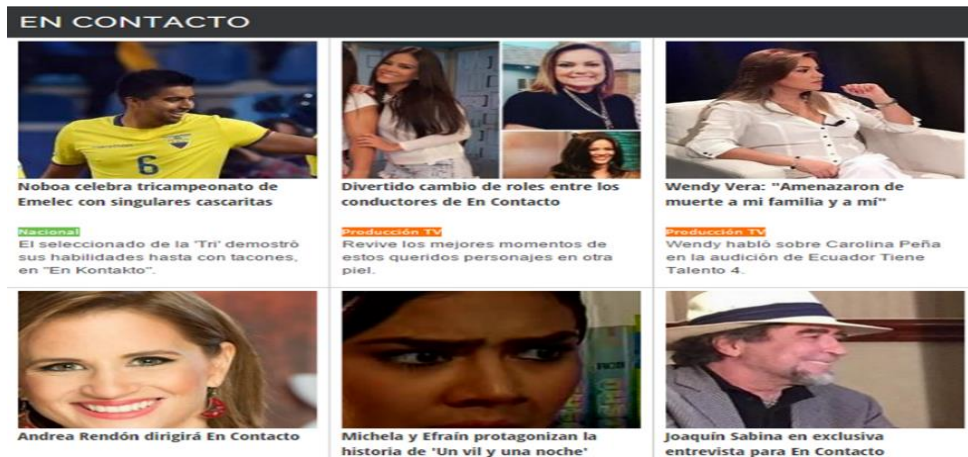 EN CONTACTO
6
Noboa celebra tricampeonato de
Emelec con singulares cascaritas
Nacional
El seleccionado de la 'Tri' demostró
sus habilidades hasta con tacones,
en "En Kontakto".
Divertido cambio de roles entre los
conductores de En Contacto
Producción TV
Revive los mejores momentos de
estos queridos personajes en otra
piel.
Wendy Vera: "Amenazaron de
muerte a mi familia y a mí"
Producción TV
Wendy habló sobre Carolina Peña
en la audición de Ecuador Tiene
Talento 4.
Andrea Rendón dirigirá En Contacto
Michela y Efraín protagonizan la
historia de 'Un vil y una noche'
Joaquín Sabina en exclusiva
entrevista para En Contacto